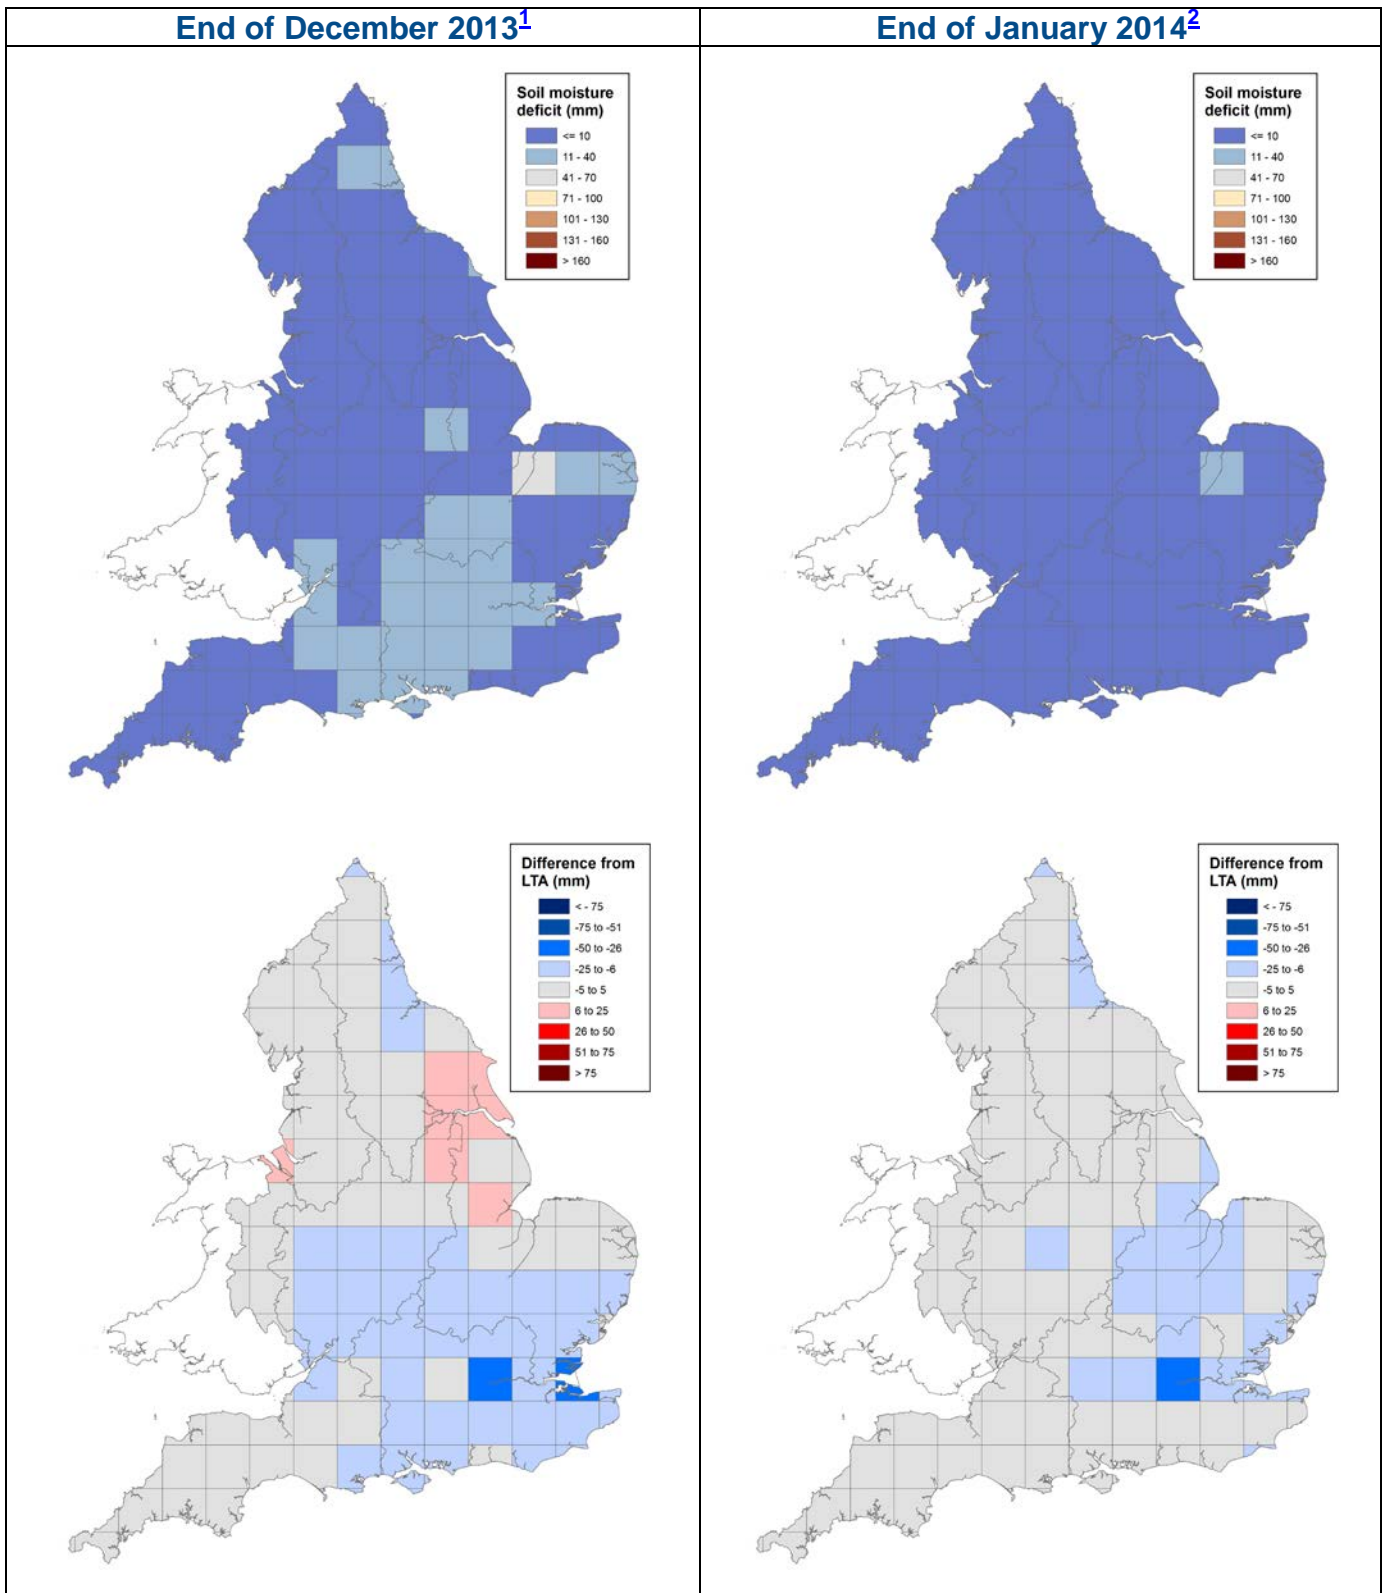 End of December 2013¹
End of January 2014²
Soil moisture
deficit (mm)
<= 10
11 - 40
41 - 70
71 - 100
101 - 130
131 - 160
> 160
Soil moisture
deficit (mm)
<= 10
11 - 40
41 - 70
71 - 100
101 - 130
131 - 160
> 160
Difference from
LTA (mm)
< - 75
-75 to -51
-50 to -26
-25 to -6
-5 to 5
6 to 25
26 to 50
51 to 75
> 75
Difference from
LTA (mm)
< - 75
-75 to -51
-50 to -26
-25 to -6
-5 to 5
6 to 25
26 to 50
51 to 75
> 75